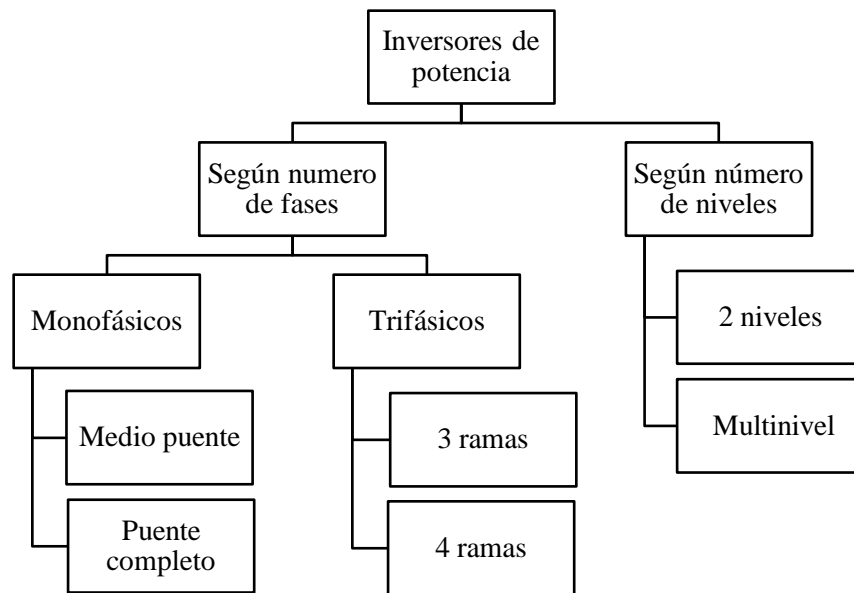 Inversores de
potencia
Según numero
de fases
Según número
de niveles
Monofásicos
Trifásicos
2 niveles
Medio puente
3 ramas
Multinivel
Puente
completo
4 ramas